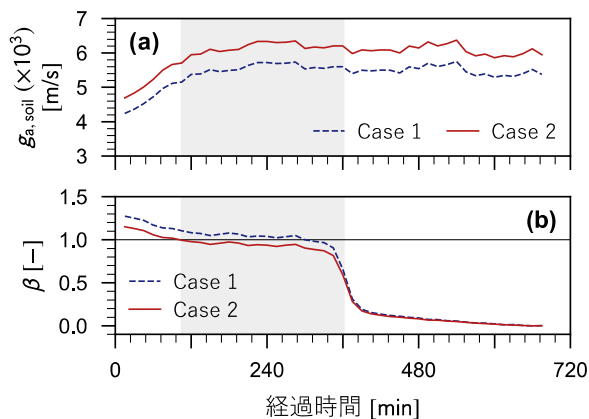 7
6
5
4
3
g a,soil (×10³)
[m/s]
(a)
Case 1 Case 2
1.5
1.0
0.5
0.0
β [−]
(b)
Case 1
Case 2
0 240 480 720
経過時間 [min]